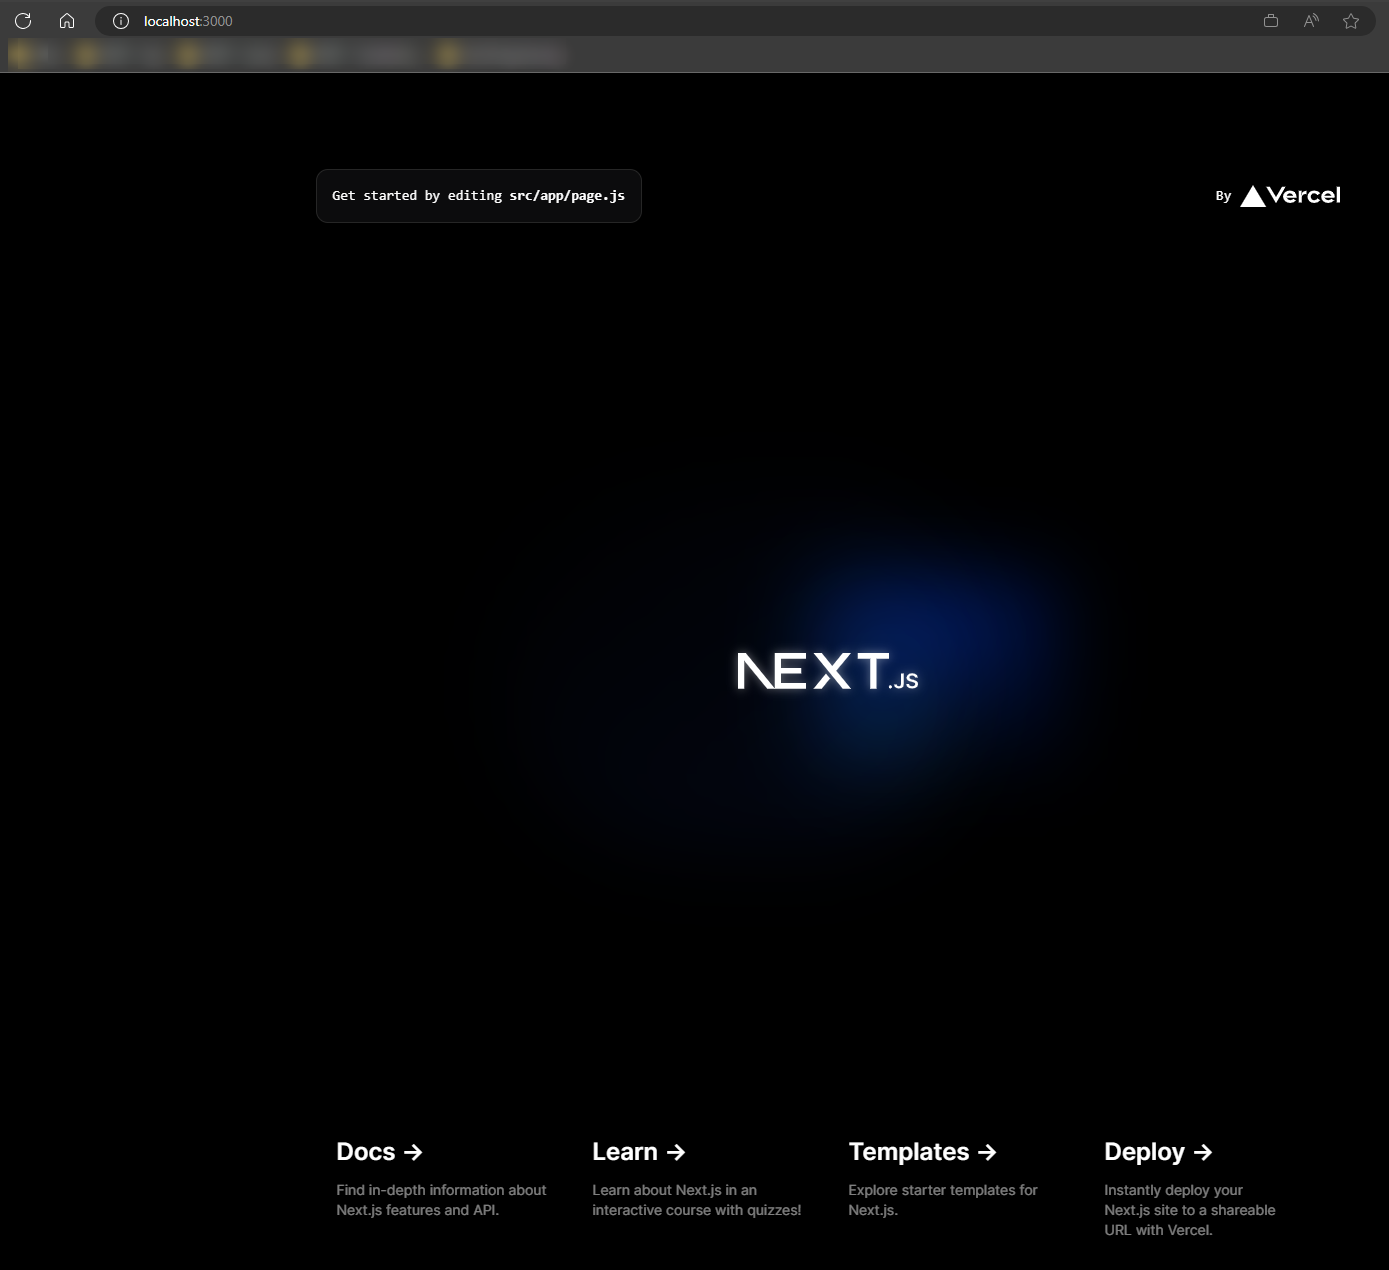 localhost:3000
Get started by editing src/app/page.js
By Vercel
NEXT.JS
Docs →
Find in-depth information about
Next.js features and API.
Learn →
Learn about Next.js in an
interactive course with quizzes!
Templates →
Explore starter templates for
Next.js.
Deploy →
Instantly deploy your
Next.js site to a shareable
URL with Vercel.